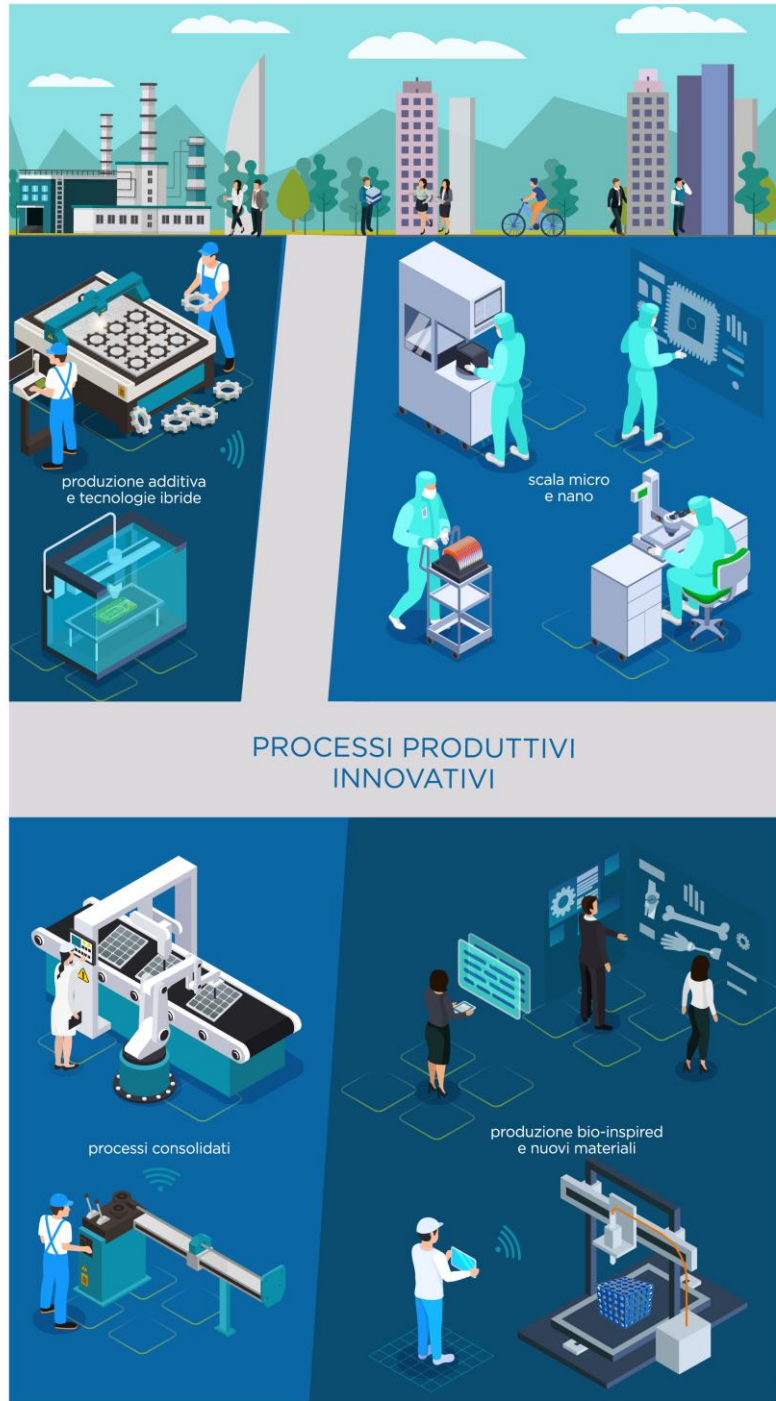 produzione additiva
e tecnologie ibride
scala micro
e nano
PROCESSI PRODUTTIVI
INNOVATIVI
processi consolidati
produzione bio-inspired
e nuovi materiali